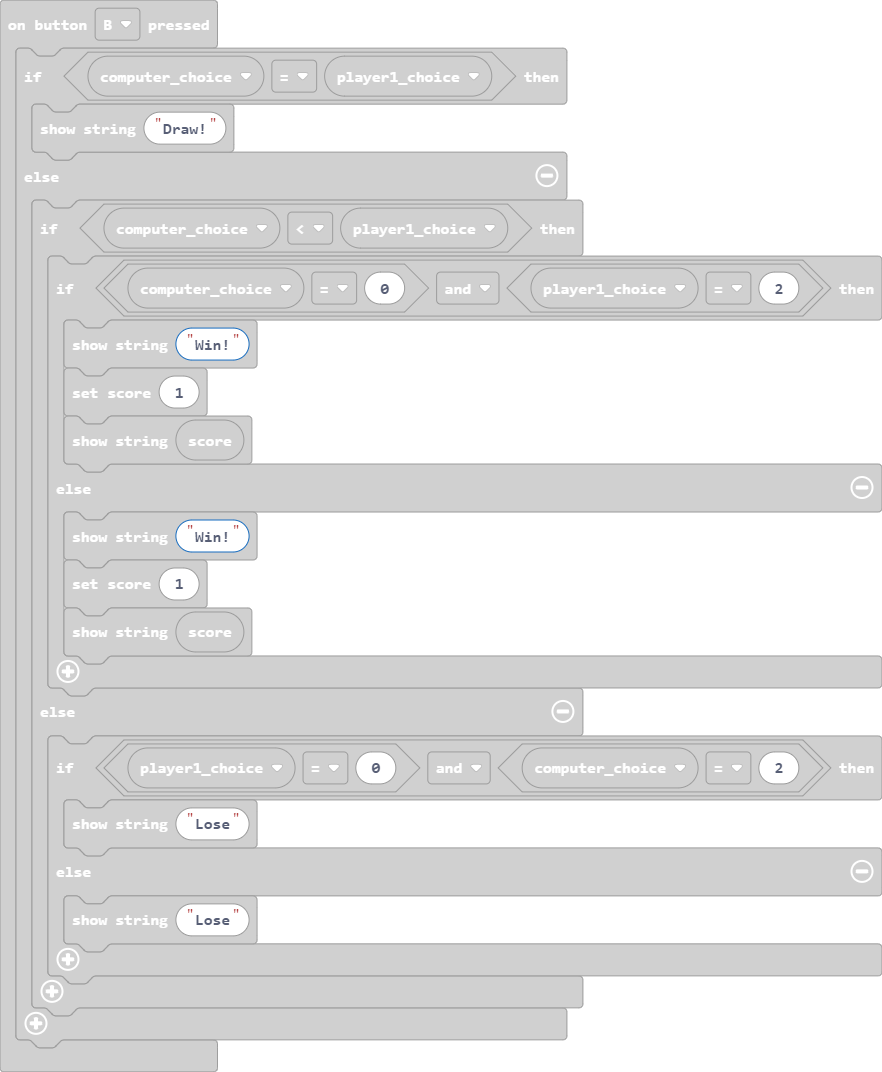 on button B pressed
if computer_choice = player1_choice then
show string "Draw!"
else
if computer_choice < player1_choice then
if computer_choice = 0 and player1_choice = 2 then
show string "Win!"
set score 1
show string score
else
show string "Win!"
set score 1
show string score
else
if player1_choice = 0 and computer_choice = 2 then
show string "Lose"
else
show string "Lose"